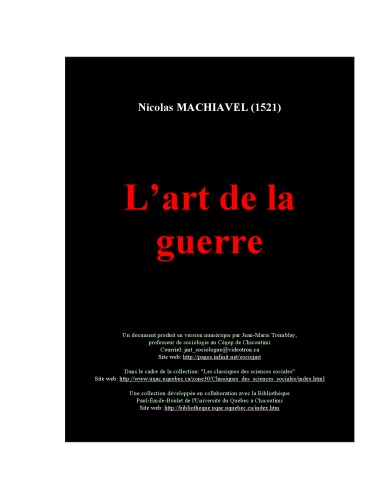 Nicolas MACHIAVEL (1521)
L’art de la
guerre
Un document produit en version numérique par Jean-Marie Tremblay,
professeur de sociologie au Cégep de Chicoutimi
Courriel: jmt_sociologue@videotron.ca
Site web: http://pages.infinit.net/sociojmt
Dans le cadre de la collection: "Les classiques des sciences sociales"
Site web: http://www.uqac.uquebec.ca/zone30/Classiques_des_sciences_sociales/index.html
Une collection développée en collaboration avec la Bibliothèque
Paul-Émile-Boulet de l'Université du Québec à Chicoutimi
Site web: http://bibliotheque.uqac.uquebec.ca/index.htm